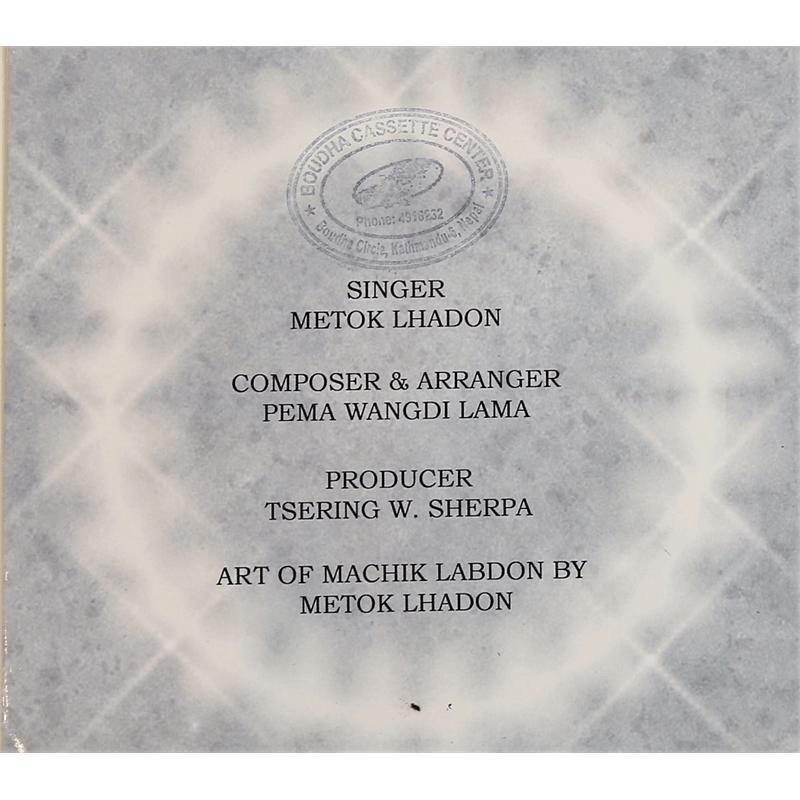 ★ BOUDHA CASSETTE CENTER ★
Phone: 4916232
Boudha Circle, Kathmandu-6, Nepal
SINGER
METOK LHADON
COMPOSER & ARRANGER
PEMA WANGDI LAMA
PRODUCER
TSERING W. SHERPA
ART OF MACHIK LABDON BY
METOK LHADON